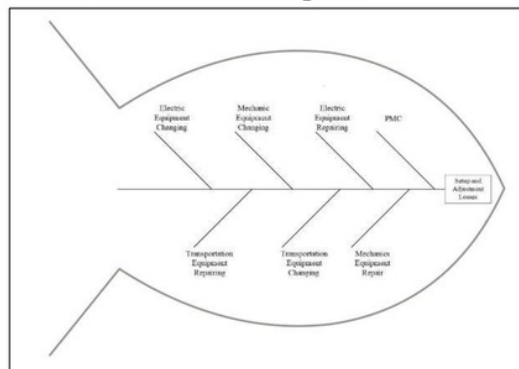 Electric
Equipment
Changing
Mechanic
Equipment
Changing
Electric
Equipment
Repairing
PMC
Setup and
Adjustment
Losses
Transportation
Equipment
Repairing
Transportation
Equipment
Changing
Mechanics
Equipment
Repair